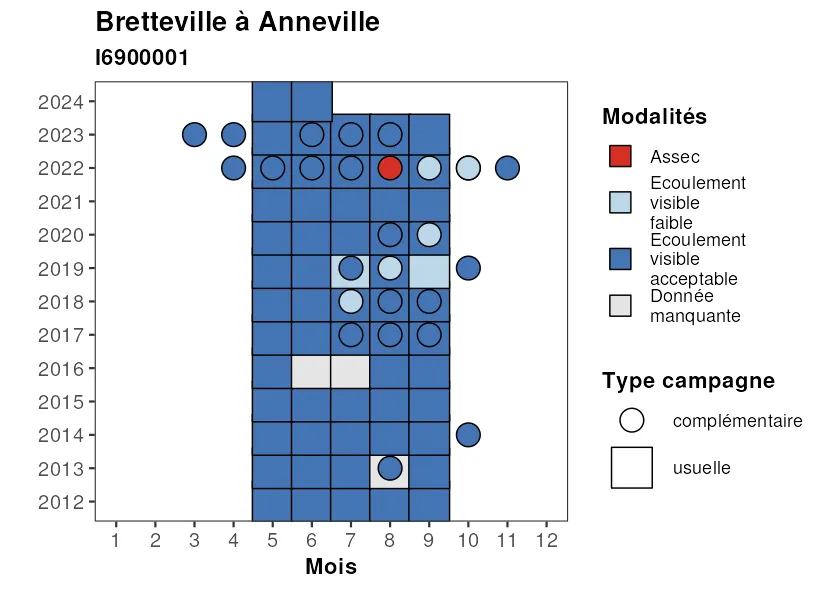 Bretteville à Anneville
I6900001
2024
2023
2022
2021
2020
2019
2018
2017
2016
2015
2014
2013
2012
1 2 3 4 5 6 7 8 9 10 11 12
Mois
Modalités
Assec
Ecoulement
visible
faible
Ecoulement
visible
acceptable
Donnée
manquante
Type campagne
complémentaire
usuelle